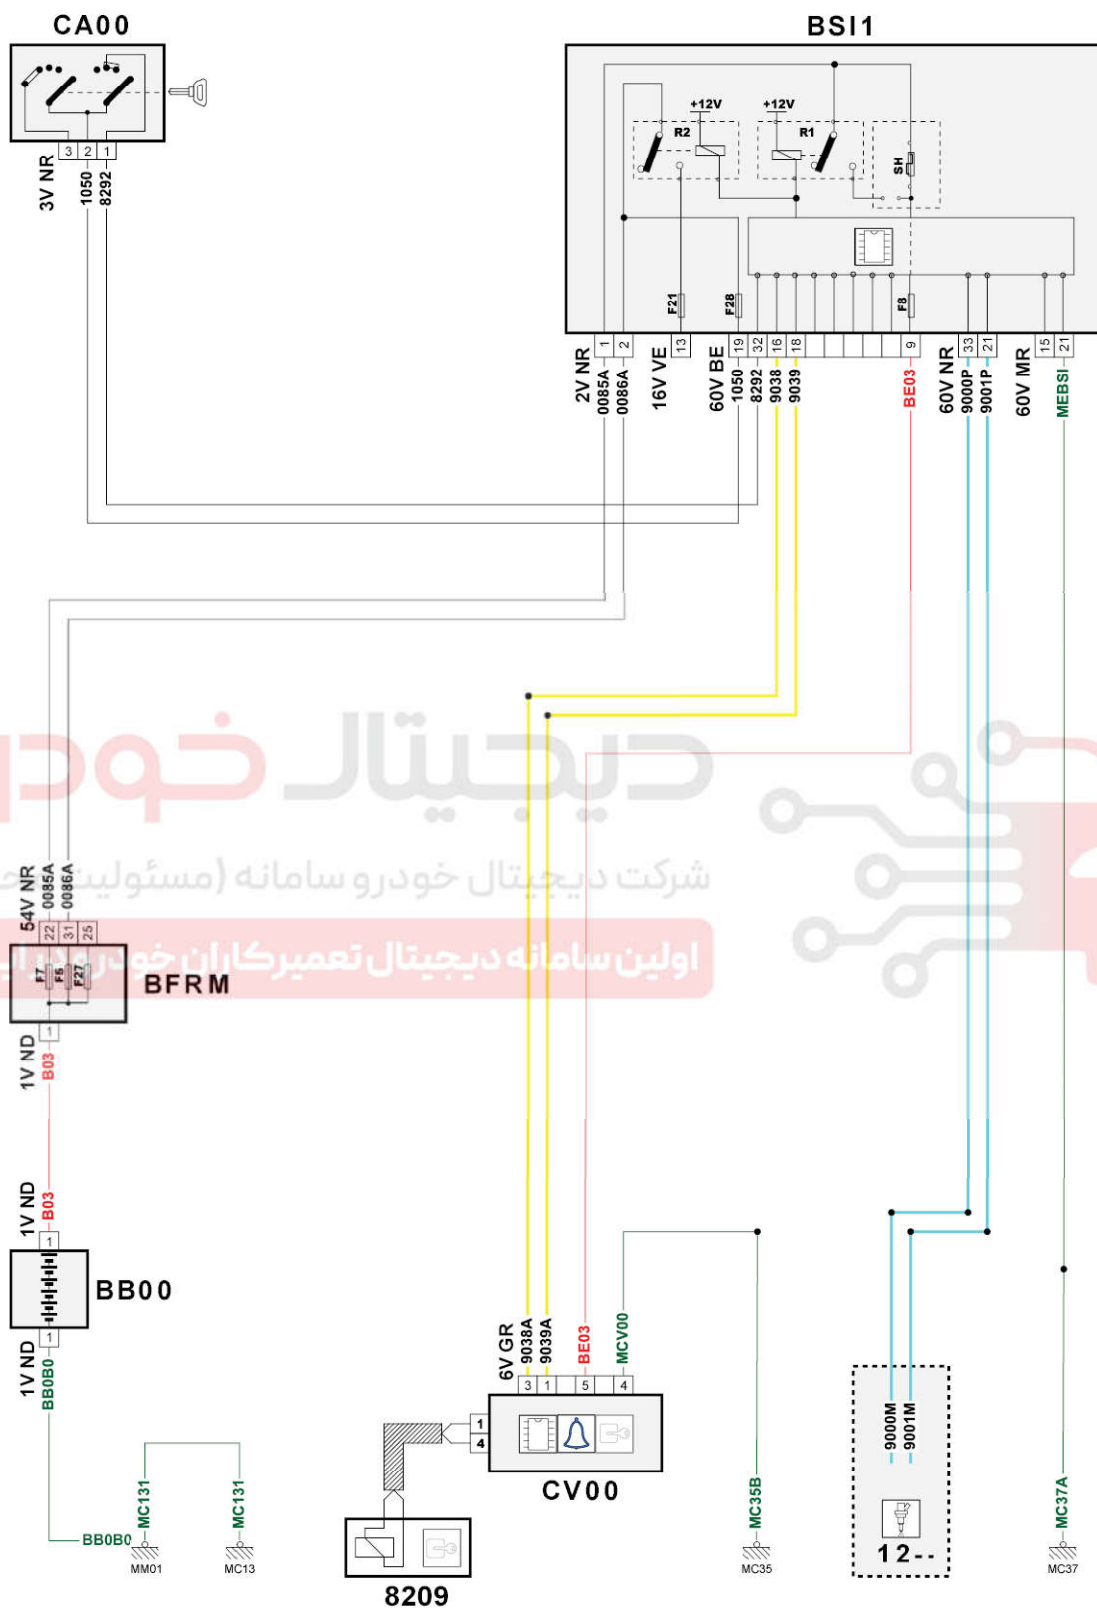 CA00
BSI1
+12V
+12V
R2
R1
SH
3 2 1
3V NR
1050
8292
F21
F28
F8
1 2 13 19 32 16 18 9 33 21 15 21
2V NR
0085A
0086A
16V VE
60V BE
1050
8292
9038
9039
BE03
60V NR
9000P
9001P
60V MR
MEBSI
دیجیتال خودر
شرکت دیجیتال خودرو سامانه (مسئولیت
اولین سامانه دیجیتال تعمیرکاران خودرو در
54V NR
0085A
0086A
22 31 25
F7
F6
F27
BFRM
1
1V ND
B03
1V ND
B03
1
BB00
1
1V ND
BB0B0
BB0B0
MC131
MC131
MM01
MC13
6V GR
9038A
9039A
BE03
MCV00
3 1 5 4
1
4
CV00
8209
MC35B
MC35
9000M
9001M
12--
MC37A
MC37